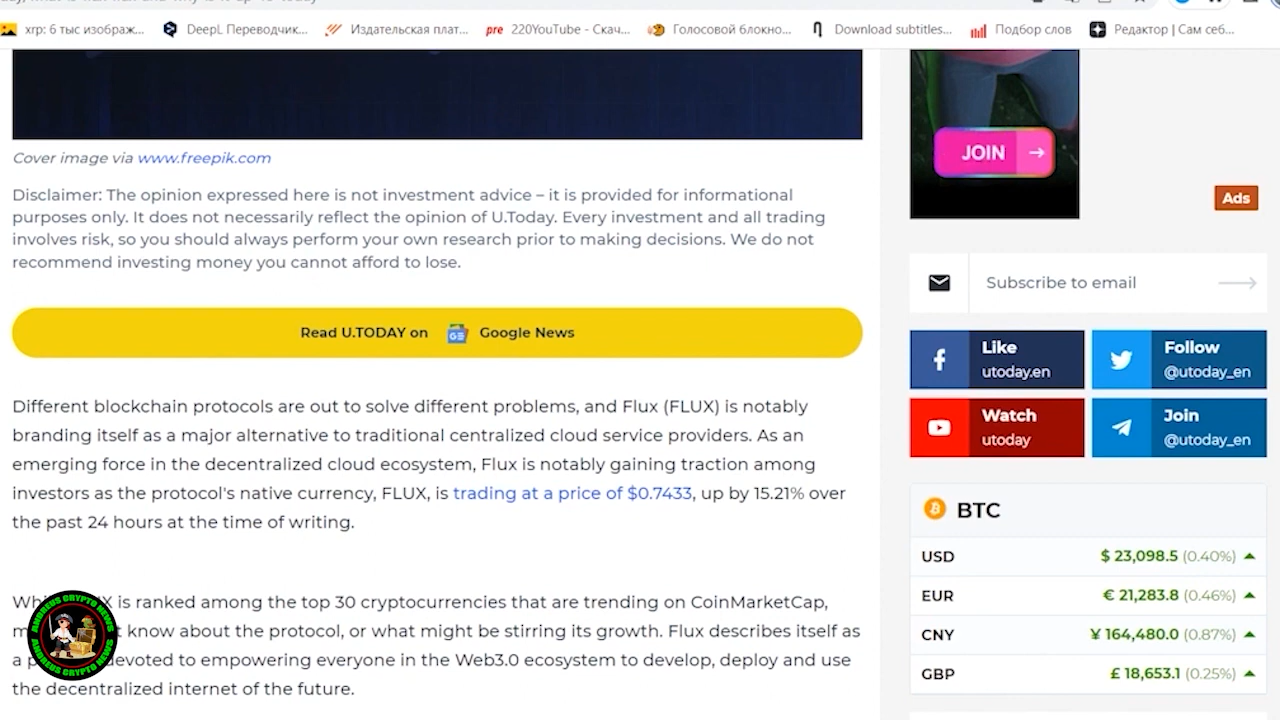 xrp: 6 тыс изображ...
DeepL Переводчик...
Издательская плат...
pre 220YouTube - Скач...
Голосовой блокно...
Download subtitles...
Подбор слов
Редактор | Сам себ...
Cover image via www.freepik.com
Disclaimer: The opinion expressed here is not investment advice – it is provided for informational
purposes only. It does not necessarily reflect the opinion of U.Today. Every investment and all trading
involves risk, so you should always perform your own research prior to making decisions. We do not
recommend investing money you cannot afford to lose.
Read U.TODAY on GE Google News
Different blockchain protocols are out to solve different problems, and Flux (FLUX) is notably
branding itself as a major alternative to traditional centralized cloud service providers. As an
emerging force in the decentralized cloud ecosystem, Flux is notably gaining traction among
investors as the protocol's native currency, FLUX, is trading at a price of $0.7433, up by 15.21% over
the past 24 hours at the time of writing.
is ranked among the top 30 cryptocurrencies that are trending on CoinMarketCap,
know about the protocol, or what might be stirring its growth. Flux describes itself as
a devoted to empowering everyone in the Web3.0 ecosystem to develop, deploy and use
the decentralized internet of the future.
ANDREUS CRYPTO NEWS
ANDREUS CRYPTO NEWS
JOIN →
Ads
Subscribe to email
Like
utoday.en
Follow
@utoday_en
Watch
utoday
Join
@utoday_en
BTC
USD $ 23,098.5 (0.40%)
EUR € 21,283.8 (0.46%)
CNY ¥ 164,480.0 (0.87%)
GBP £ 18,653.1 (0.25%)